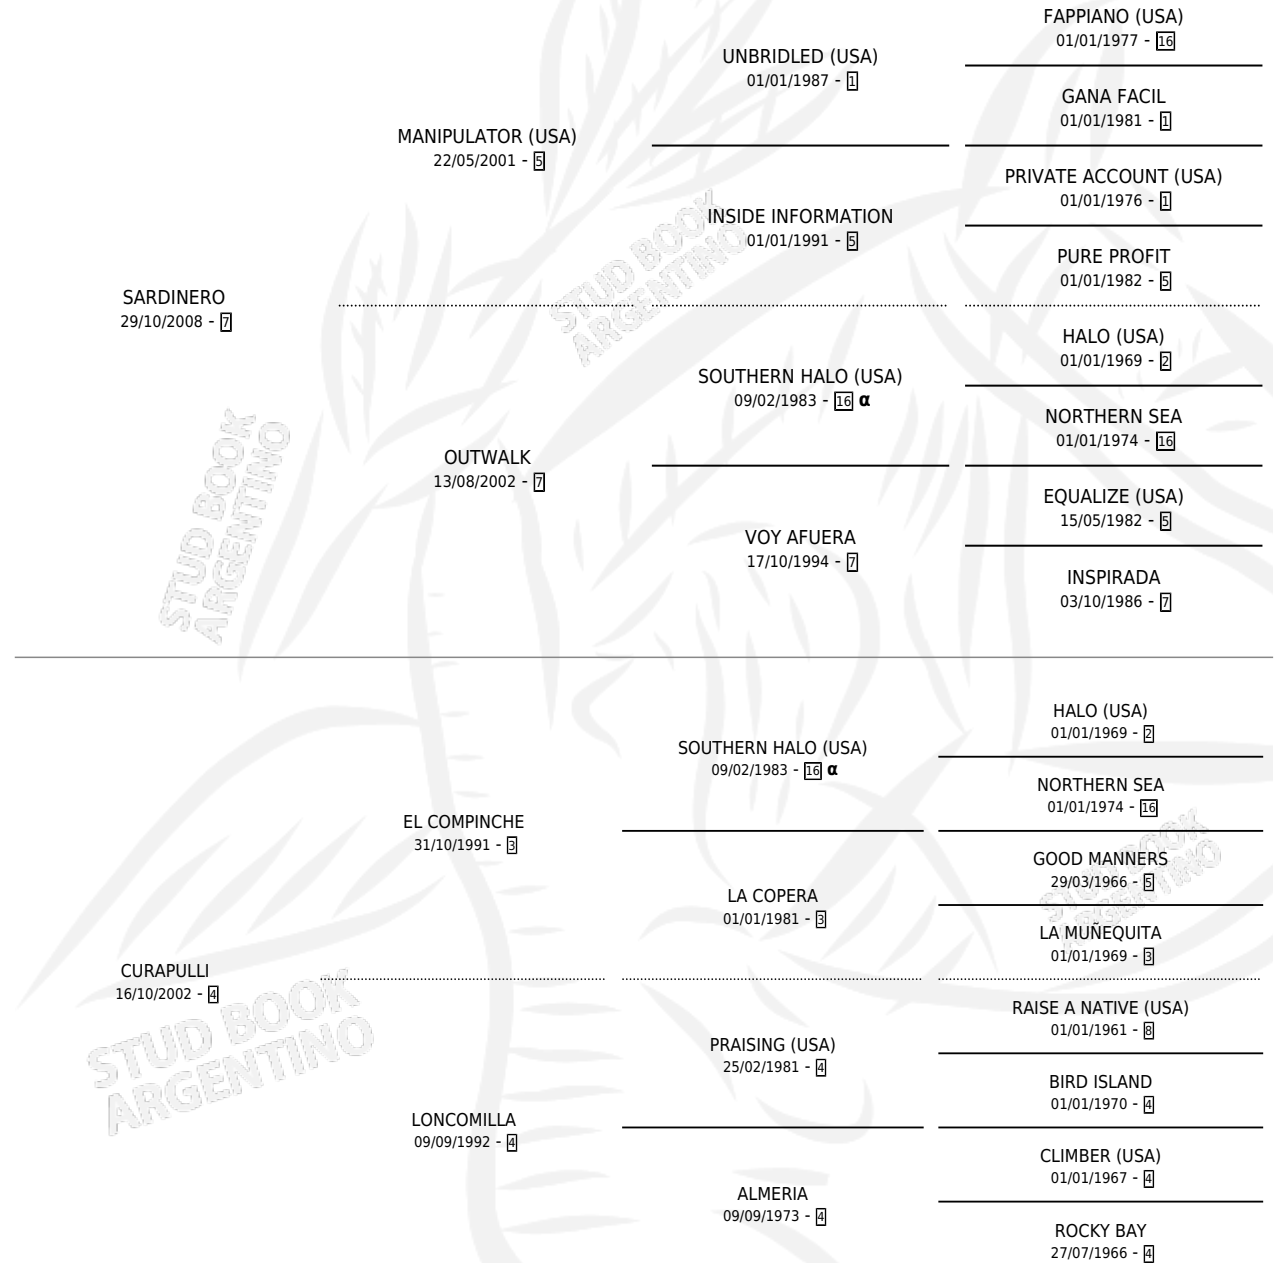 FAPPIANO (USA)
01/01/1977 - 16
UNBRIDLED (USA)
01/01/1987 - 1
GANA FACIL
01/01/1981 - 1
MANIPULATOR (USA)
22/05/2001 - 5
PRIVATE ACCOUNT (USA)
01/01/1976 - 1
INSIDE INFORMATION
01/01/1991 - 5
PURE PROFIT
01/01/1982 - 5
SARDINERO
29/10/2008 - 7
HALO (USA)
01/01/1969 - 2
SOUTHERN HALO (USA)
09/02/1983 - 16 α
NORTHERN SEA
01/01/1974 - 16
OUTWALK
13/08/2002 - 7
EQUALIZE (USA)
15/05/1982 - 5
VOY AFUERA
17/10/1994 - 7
INSPIRADA
03/10/1986 - 7
HALO (USA)
01/01/1969 - 2
SOUTHERN HALO (USA)
09/02/1983 - 16 α
NORTHERN SEA
01/01/1974 - 16
EL COMPINCHE
31/10/1991 - 3
GOOD MANNERS
29/03/1966 - 5
LA COPERA
01/01/1981 - 3
LA MUÑEQUITA
01/01/1969 - 3
CURAPULLI
16/10/2002 - 4
RAISE A NATIVE (USA)
01/01/1961 - 8
PRAISING (USA)
25/02/1981 - 4
BIRD ISLAND
01/01/1970 - 4
LONCOMILLA
09/09/1992 - 4
CLIMBER (USA)
01/01/1967 - 4
ALMERIA
09/09/1973 - 4
ROCKY BAY
27/07/1966 - 4
STUD BOOK
ARGENTINO
STUD BOOK
ARGENTINO
STUD BOOK
ARGENTINO
STUD BOOK
ARGENTINO